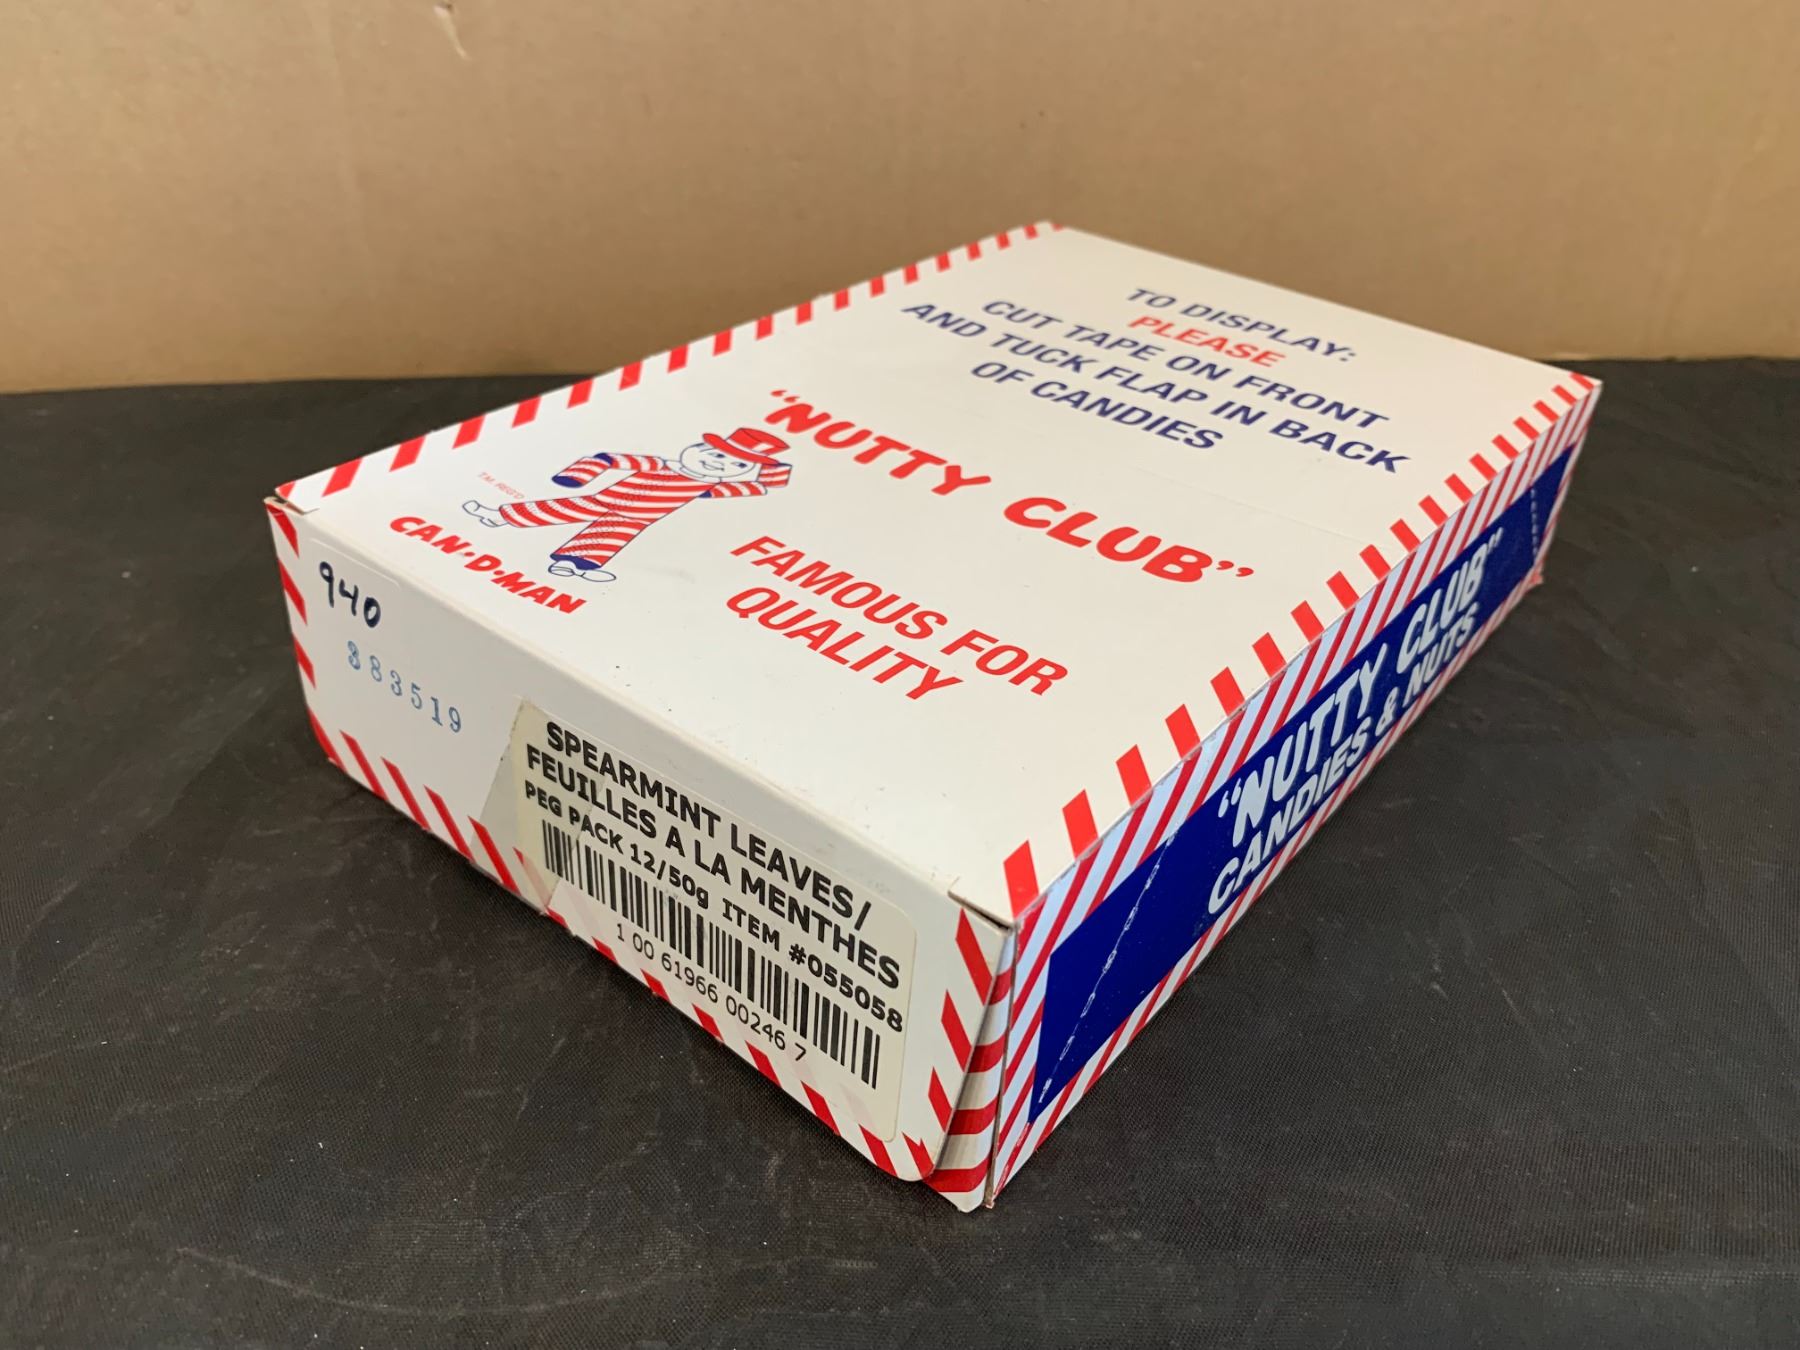 TO DISPLAY:
PLEASE
CUT TAPE ON FRONT
AND TUCK FLAP IN BACK
OF CANDIES
"NUTTY CLUB"
FAMOUS FOR
QUALITY
T.M. REG'D
CAN-D-MAN
940
383519
SPEARMINT LEAVES/
FEUILLES A LA MENTHES
PEG PACK 12/50g ITEM #055058
1 00 61966 00246 7
"NUTTY CLUB"
CANDIES & NUTS